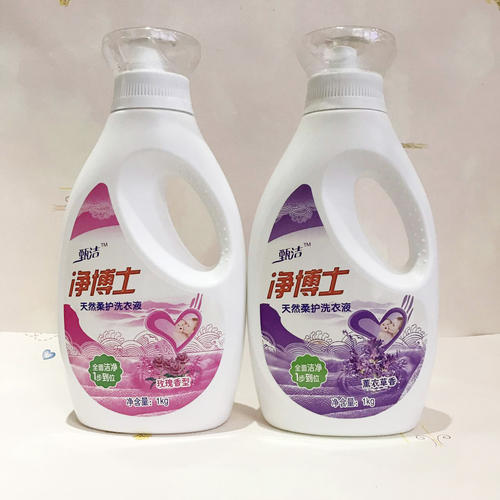 甄洁™
净博士
天然柔护洗衣液
全面洁净
1步到位
玫瑰香型
净含量：1kg
甄洁™
净博士
天然柔护洗衣液
全面洁净
1步到位
薰衣草香
净含量：1kg